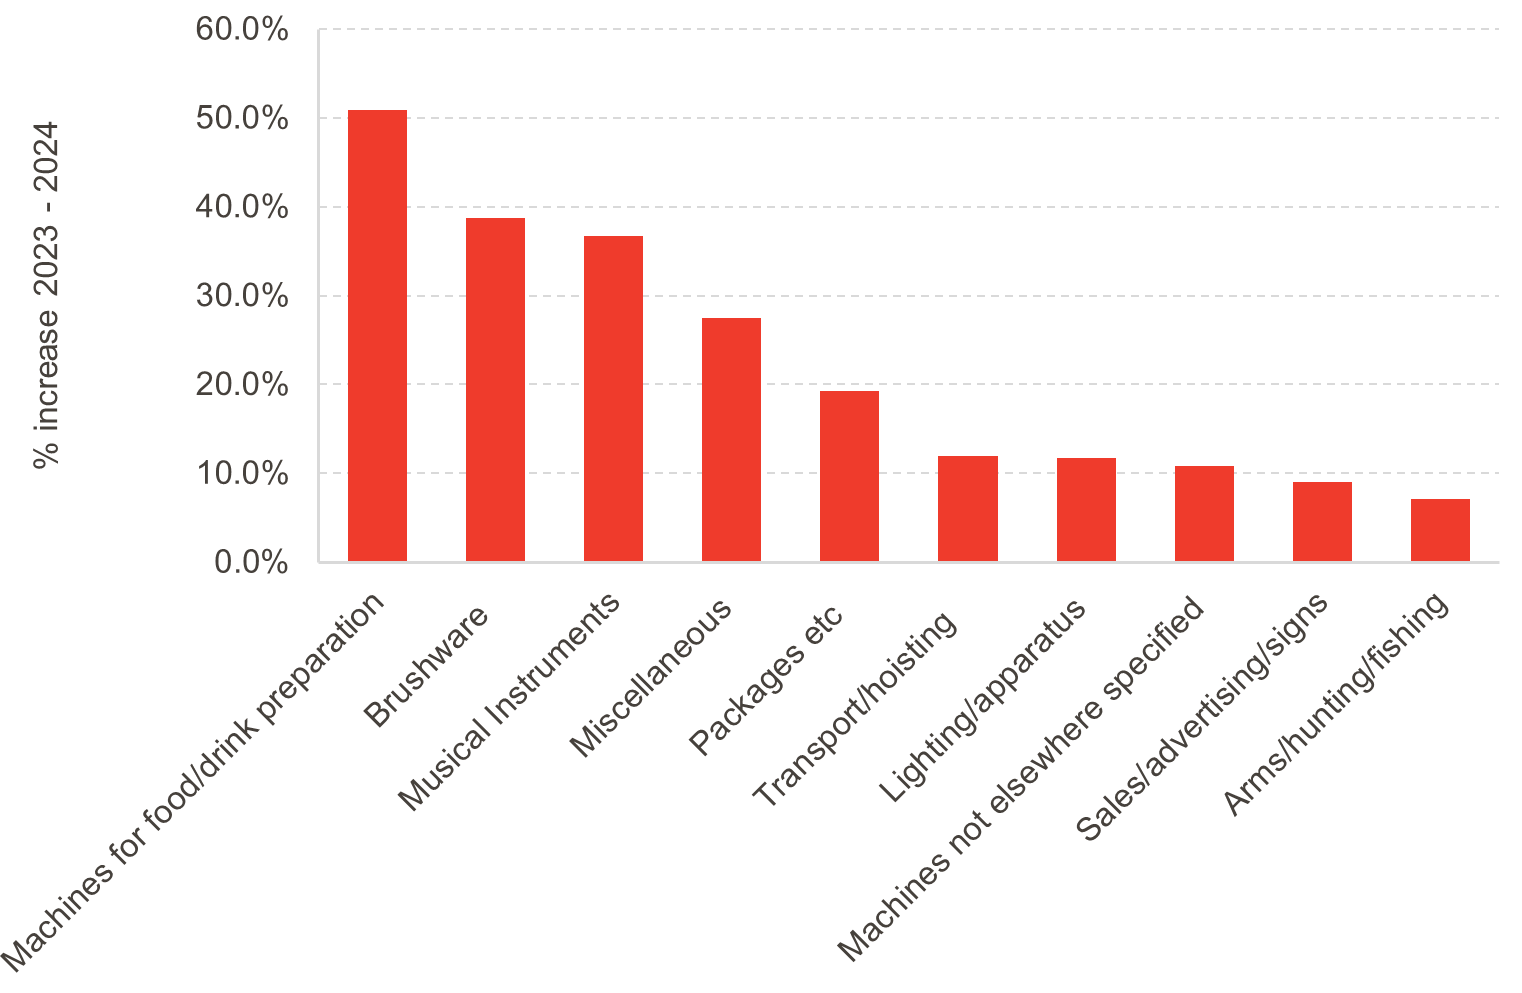 60.0%
50.0%
40.0%
30.0%
20.0%
10.0%
0.0%
% increase 2023 - 2024
Machines for food/drink preparation
Brushware
Musical Instruments
Miscellaneous
Packages etc
Transport/hoisting
Lighting/apparatus
Machines not elsewhere specified
Sales/advertising/signs
Arms/hunting/fishing